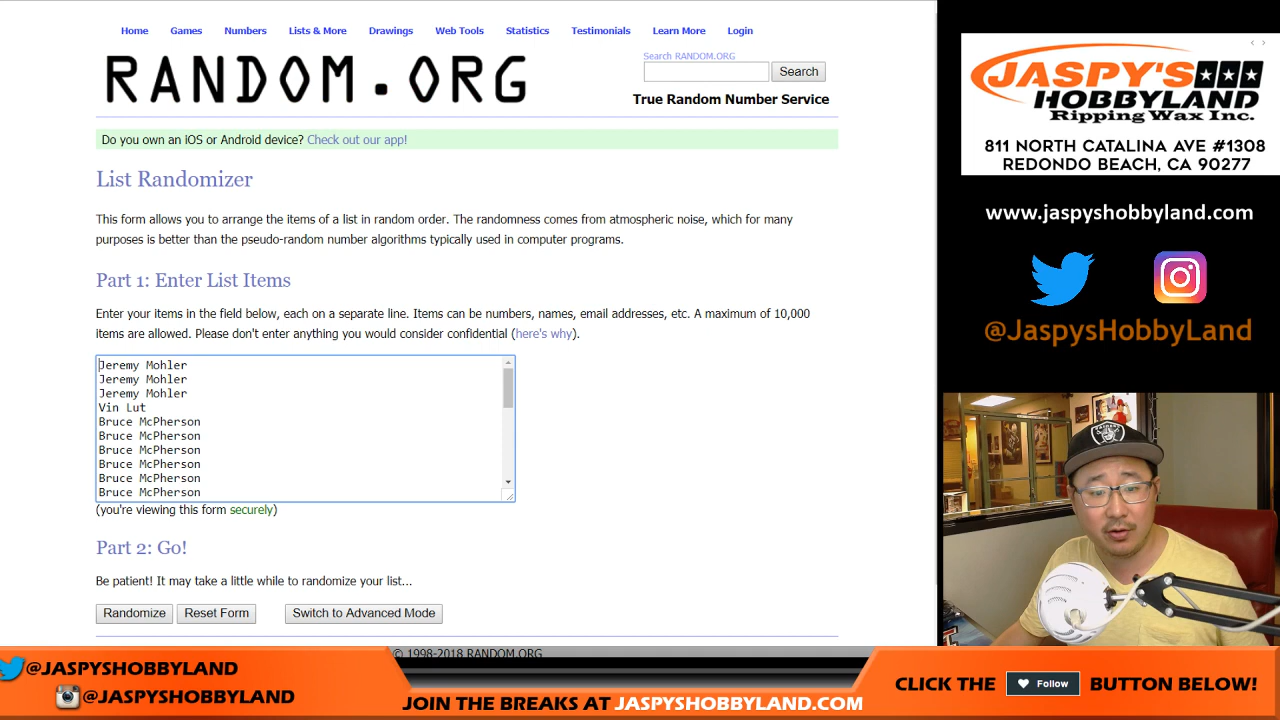 Home Games Numbers Lists & More Drawings Web Tools Statistics Testimonials Learn More Login
RANDOM.ORG
Search RANDOM.ORG
Search
True Random Number Service
Do you own an iOS or Android device? Check out our app!
List Randomizer
This form allows you to arrange the items of a list in random order. The randomness comes from atmospheric noise, which for many
purposes is better than the pseudo-random number algorithms typically used in computer programs.
Part 1: Enter List Items
Enter your items in the field below, each on a separate line. Items can be numbers, names, email addresses, etc. A maximum of 10,000
items are allowed. Please don't enter anything you would consider confidential (here's why).
Jeremy Mohler
Jeremy Mohler
Jeremy Mohler
Vin Lut
Bruce McPherson
Bruce McPherson
Bruce McPherson
Bruce McPherson
Bruce McPherson
Bruce McPherson
(you're viewing this form securely)
Part 2: Go!
Be patient! It may take a little while to randomize your list...
Randomize Reset Form Switch to Advanced Mode
© 1998-2018 RANDOM.ORG
JASPY'S
HOBBYLAND
Ripping Wax Inc.
811 NORTH CATALINA AVE #1308
REDONDO BEACH, CA 90277
www.jaspyshobbyland.com
@JaspysHobbyLand
@JASPYSHOBBYLAND
@JASPYSHOBBYLAND
JOIN THE BREAKS AT JASPYSHOBBYLAND.COM
CLICK THE Follow BUTTON BELOW!